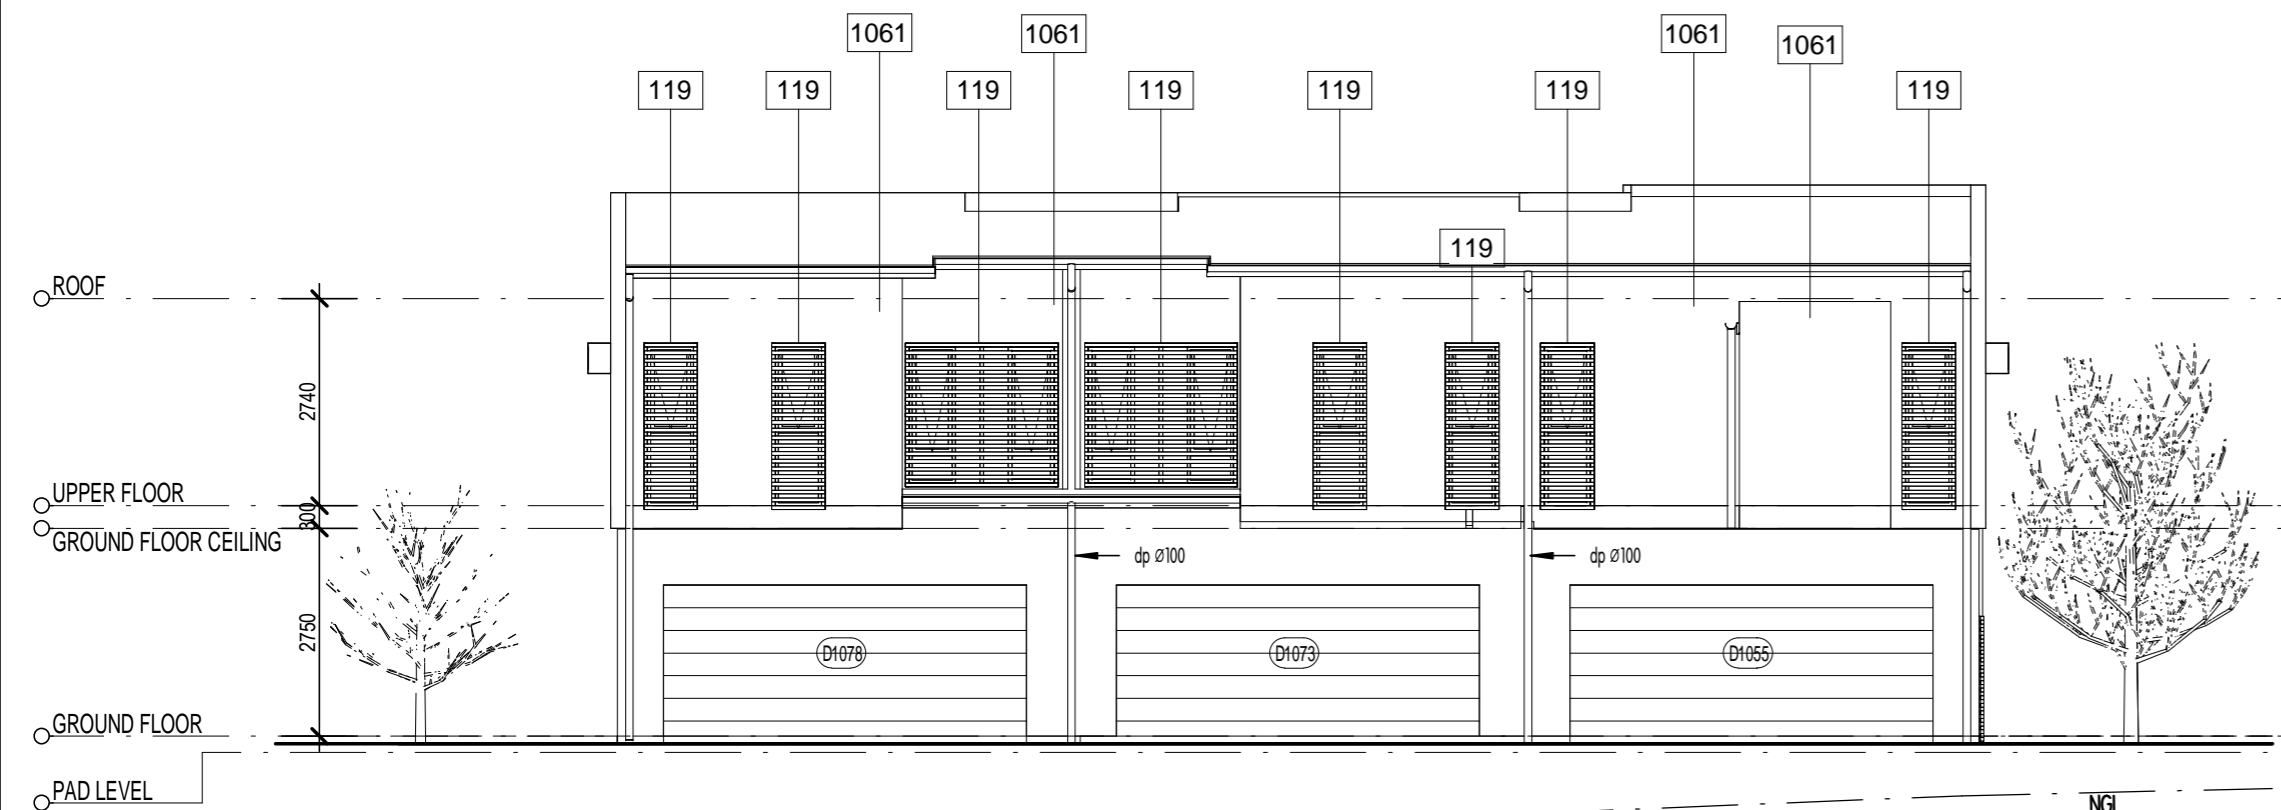 1061 1061 1061 1061
119 119 119 119 119 119 119
119
ROOF
2740
UPPER FLOOR
300
GROUND FLOOR CEILING
dp Ø100 dp Ø100
2750
D1078 D1073 D1055
GROUND FLOOR
PAD LEVEL
NGL